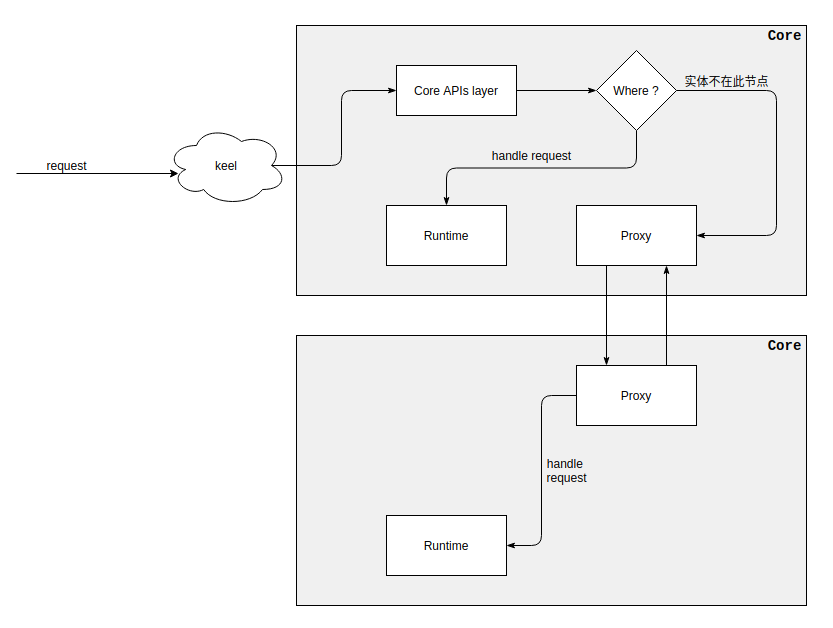 Core
Core APIs layer
Where ?
实体不在此节点
request
keel
handle request
Runtime
Proxy
Core
Proxy
handle
request
Runtime